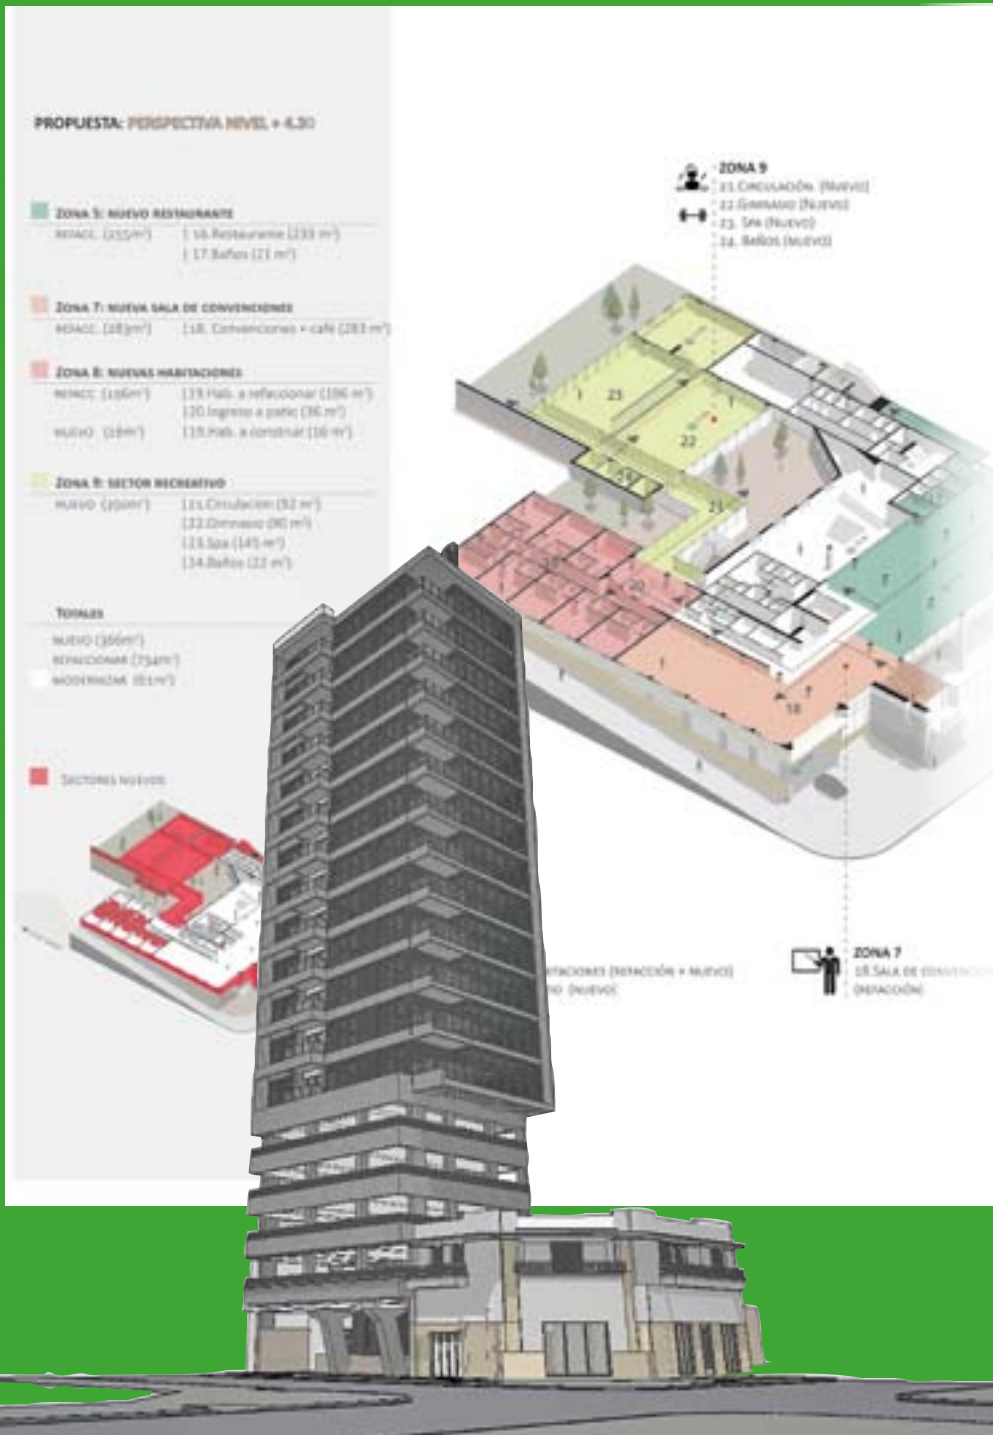 PROPUESTA: PERSPECTIVA NIVEL + 4.30
ZONA 5: NUEVO RESTAURANTE
REFACC. (255m²) | 16.Restaurante (233 m²)
| 17.Baños (21 m²)
ZONA 7: NUEVA SALA DE CONVENCIONES
REFACC. (283m²) |18. Convenciones + café (283 m²)
ZONA 8: NUEVAS HABITACIONES
REFACC. (196m²) |19.Hab. a refaccionar (196 m²)
|20.Ingreso a patio (36 m²)
NUEVO (16m²) |19.Hab. a construir (16 m²)
ZONA 9: SECTOR RECREATIVO
NUEVO (350m²) |21.Circulación (92 m²)
|22.Gimnasio (90 m²)
|23.Spa (145 m²)
|24.Baños (22 m²)
TOTALES
NUEVO (366m²)
REFACCIONAR (734m²)
MODERNIZAR (61m²)
SECTORES NUEVOS
ZONA 9
21.CIRCULACIÓN (NUEVO)
22.GIMNASIO (NUEVO)
23. SPA (NUEVO)
24. BAÑOS (NUEVO)
23
22
24
21
19
20
18
ITACIONES (REFACCIÓN + NUEVO)
IO (NUEVO)
ZONA 7
18.SALA DE CONVENCIO
(REFACCIÓN)